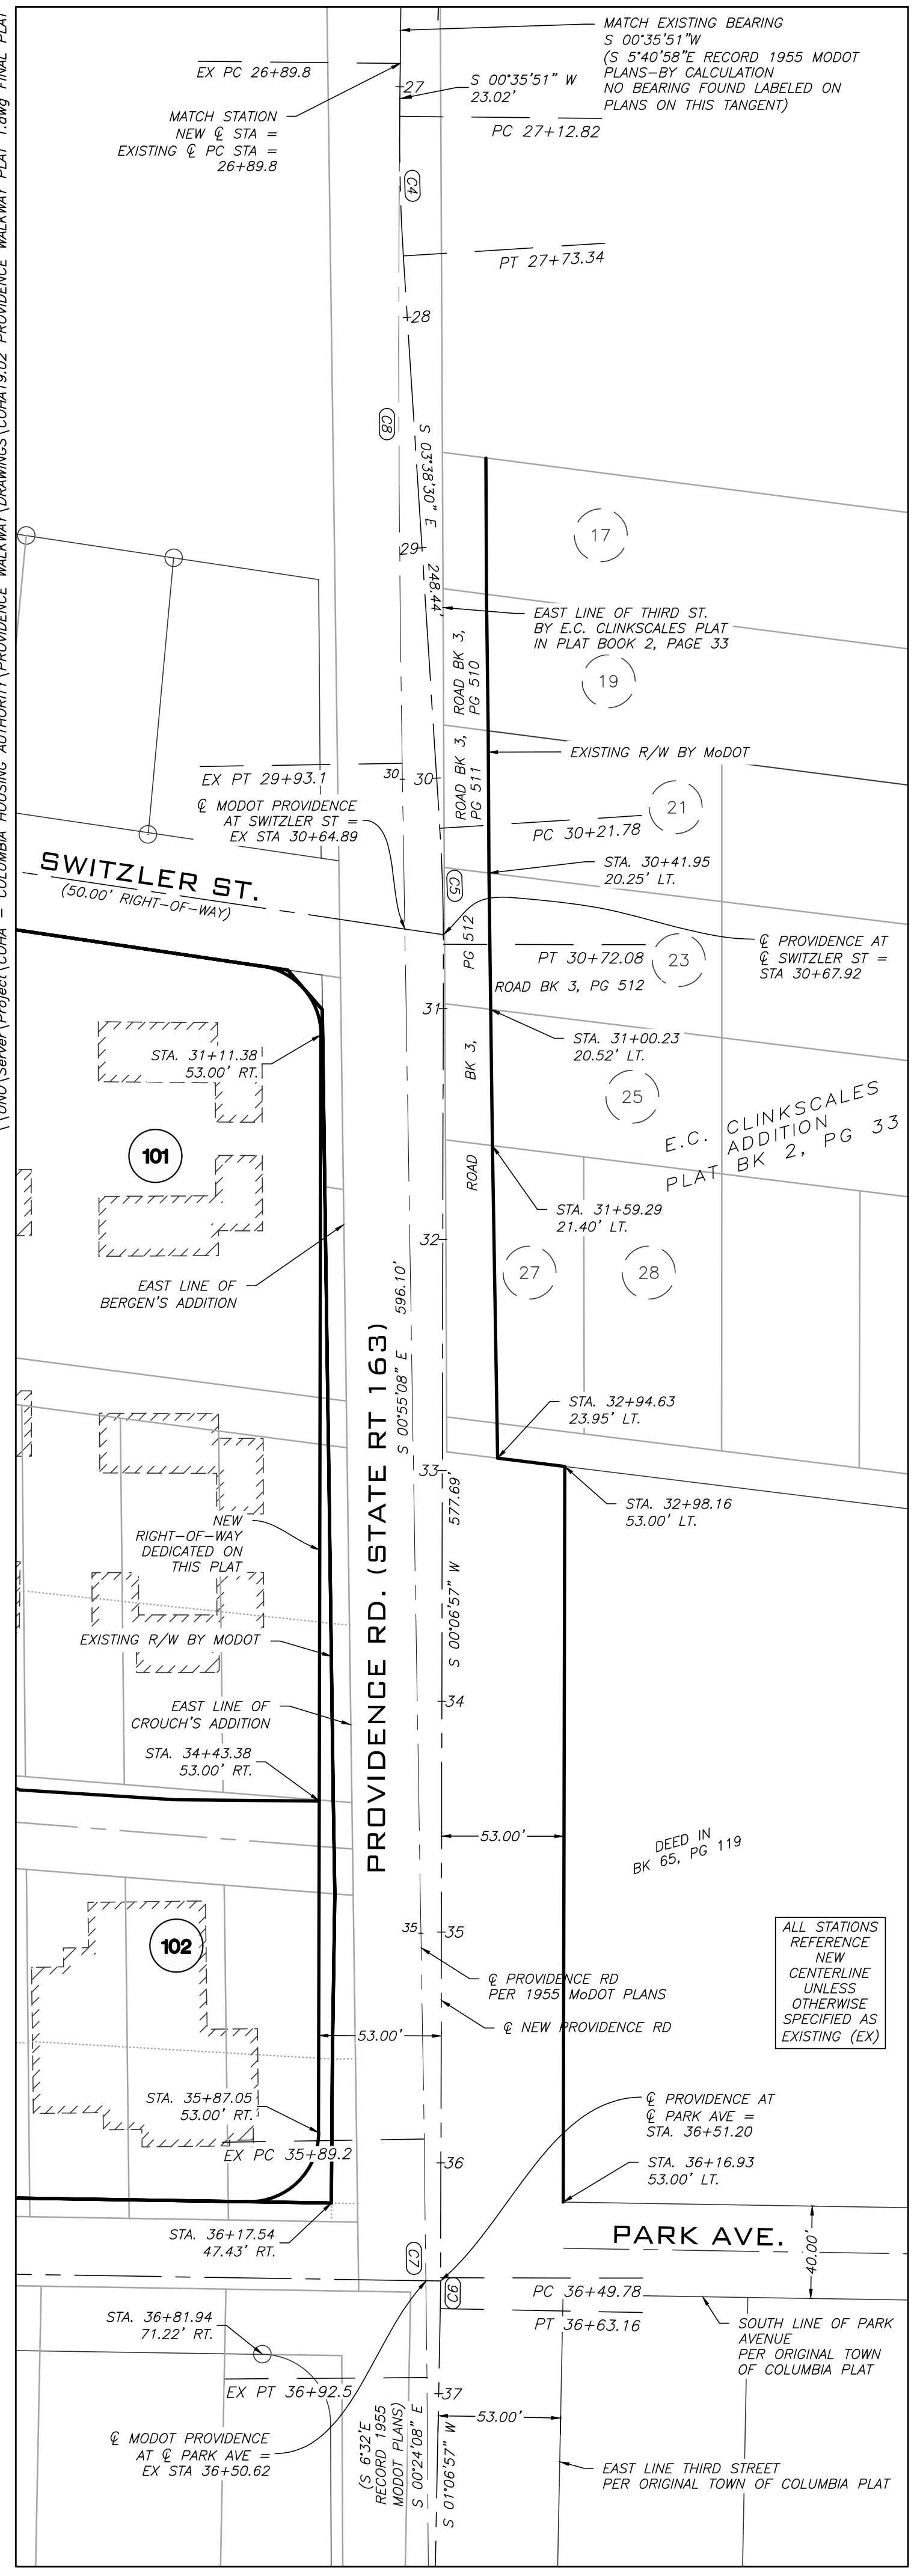 MATCH EXISTING BEARING
S 00°35'51"W
(S 5°40'58"E RECORD 1955 MODOT
PLANS-BY CALCULATION
NO BEARING FOUND LABELED ON
PLANS ON THIS TANGENT)
EX PC 26+89.8
27
S 00°35'51" W
23.02'
MATCH STATION
NEW ℄ STA =
EXISTING ℄ PC STA =
26+89.8
PC 27+12.82
C4
PT 27+73.34
28
C8
S 03°38'30" E
248.44'
17
29
EAST LINE OF THIRD ST.
BY E.C. CLINKSCALES PLAT
IN PLAT BOOK 2, PAGE 33
ROAD BK 3,
PG 510
19
ROAD BK 3,
PG 511
EXISTING R/W BY MoDOT
EX PT 29+93.1
30
30
℄ MODOT PROVIDENCE
AT SWITZLER ST =
EX STA 30+64.89
21
PC 30+21.78
STA. 30+41.95
20.25' LT.
SWITZLER ST.
(50.00' RIGHT-OF-WAY)
C5
℄ PROVIDENCE AT
℄ SWITZLER ST =
STA 30+67.92
PG 512
PT 30+72.08
23
ROAD BK 3, PG 512
31
STA. 31+00.23
20.52' LT.
STA. 31+11.38
53.00' RT.
BK 3,
25
E.C. CLINKSCALES
ADDITION
PLAT BK 2, PG 33
101
ROAD
STA. 31+59.29
21.40' LT.
32
27
28
EAST LINE OF
BERGEN'S ADDITION
596.10'
S 00°55'08" E
PROVIDENCE RD. (STATE RT 163)
STA. 32+94.63
23.95' LT.
33
577.69'
S 00°06'57" W
STA. 32+98.16
53.00' LT.
NEW
RIGHT-OF-WAY
DEDICATED ON
THIS PLAT
EXISTING R/W BY MODOT
EAST LINE OF
CROUCH'S ADDITION
34
STA. 34+43.38
53.00' RT.
53.00'
DEED IN
BK 65, PG 119
102
35
35
ALL STATIONS
REFERENCE
NEW
CENTERLINE
UNLESS
OTHERWISE
SPECIFIED AS
EXISTING (EX)
℄ PROVIDENCE RD
PER 1955 MoDOT PLANS
℄ NEW PROVIDENCE RD
53.00'
STA. 35+87.05
53.00' RT.
EX PC 35+89.2
℄ PROVIDENCE AT
℄ PARK AVE =
STA. 36+51.20
36
STA. 36+16.93
53.00' LT.
STA. 36+17.54
47.43' RT.
PARK AVE.
40.00'
C7
C6
PC 36+49.78
PT 36+63.16
STA. 36+81.94
71.22' RT.
SOUTH LINE OF PARK
AVENUE
PER ORIGINAL TOWN
OF COLUMBIA PLAT
EX PT 36+92.5
37
53.00'
℄ MODOT PROVIDENCE
AT ℄ PARK AVE =
EX STA 36+50.62
(S 6°32'E
RECORD 1955
MODOT PLANS)
S 00°24'08" E
S 01°06'57" W
EAST LINE THIRD STREET
PER ORIGINAL TOWN OF COLUMBIA PLAT